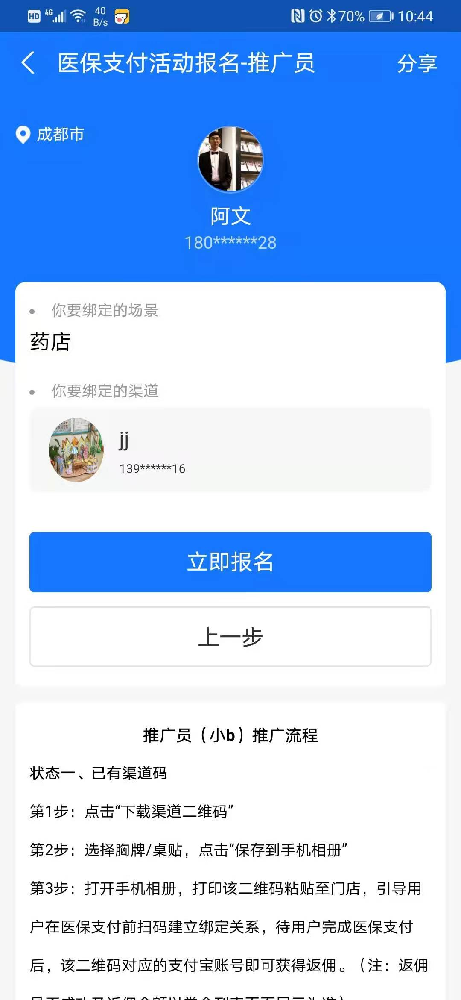 HD 4G 40 B/s 70% 10:44
医保支付活动报名-推广员 分享
成都市
阿文
180******28
你要绑定的场景
药店
你要绑定的渠道
jj
139******16
立即报名
上一步
推广员（小b）推广流程
状态一、已有渠道码
第1步：点击“下载渠道二维码”
第2步：选择胸牌/桌贴，点击“保存到手机相册”
第3步：打开手机相册，打印该二维码粘贴至门店，引导用
户在医保支付前扫码建立绑定关系，待用户完成医保支付
后，该二维码对应的支付宝账号即可获得返佣。（注：返佣